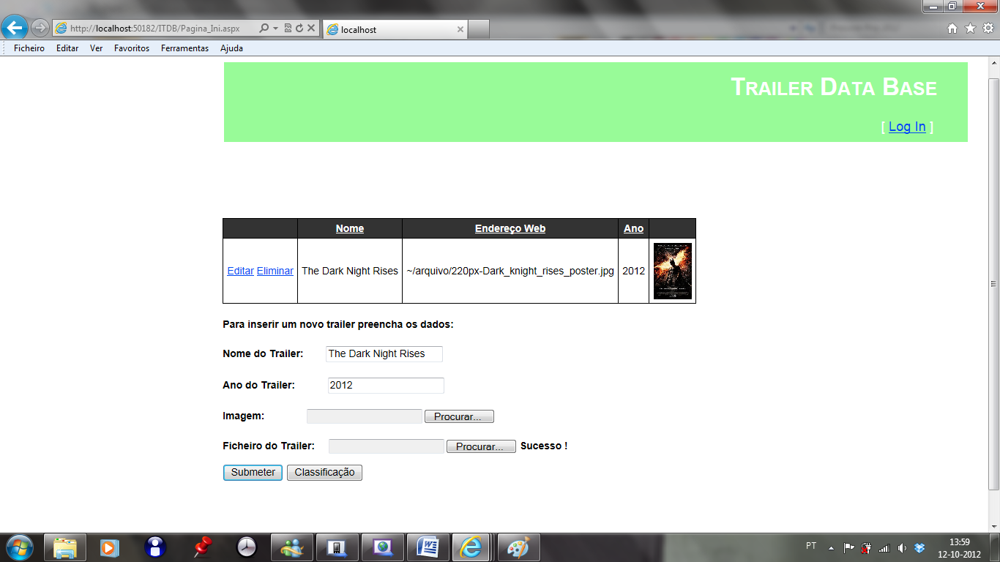 http://localhost:50182/ITDB/Pagina_Ini.aspx
localhost
Ficheiro Editar Ver Favoritos Ferramentas Ajuda
Trailer Data Base
[ Log In ]
Nome Endereço Web Ano
Editar Eliminar The Dark Night Rises ~/arquivo/220px-Dark_knight_rises_poster.jpg 2012
Para inserir um novo trailer preencha os dados:
Nome do Trailer: The Dark Night Rises
Ano do Trailer: 2012
Imagem: Procurar...
Ficheiro do Trailer: Procurar... Sucesso !
Submeter Classificação
PT
13:59
12-10-2012